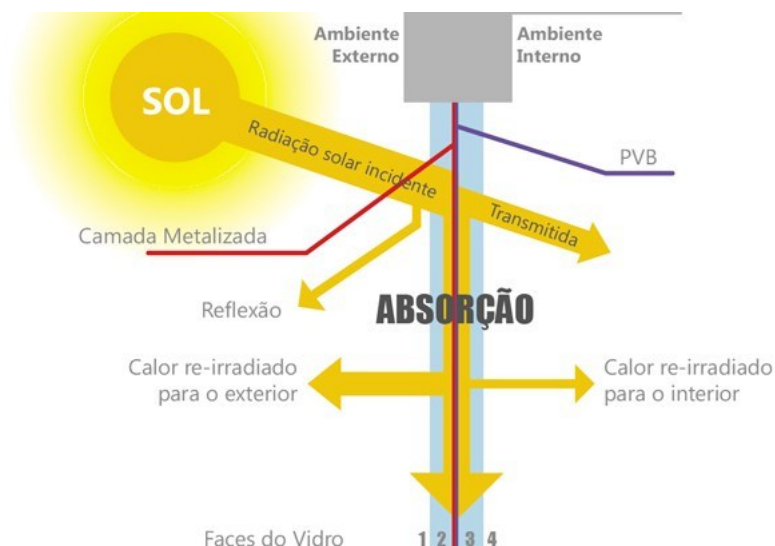 Ambiente
Externo
Ambiente
Interno
SOL
Radiação solar incidente
PVB
Transmitida
Camada Metalizada
Reflexão
ABSORÇÃO
Calor re-irradiado
para o exterior
Calor re-irradiado
para o interior
Faces do Vidro
1 2 3 4